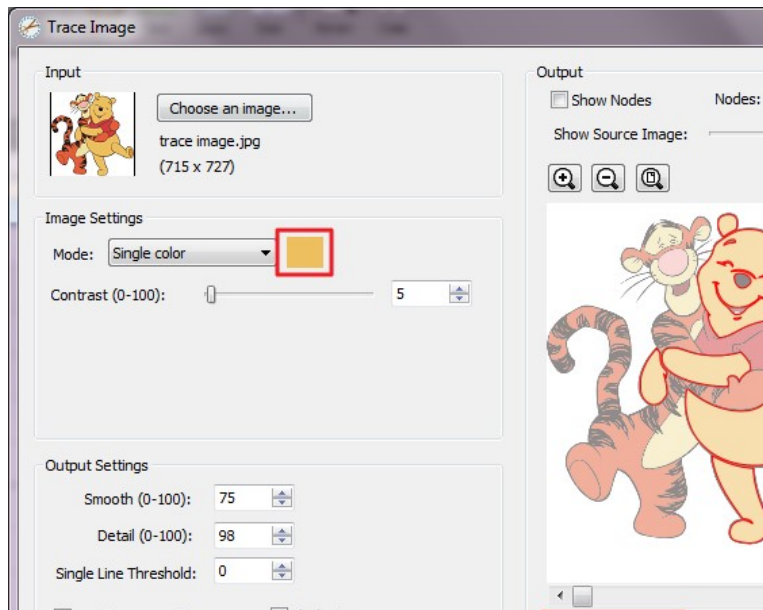 Trace Image
Input
Choose an image...
trace image.jpg
(715 x 727)
Image Settings
Mode: Single color
Contrast (0-100): 5
Output Settings
Smooth (0-100): 75
Detail (0-100): 98
Single Line Threshold: 0
Output
Show Nodes Nodes:
Show Source Image: